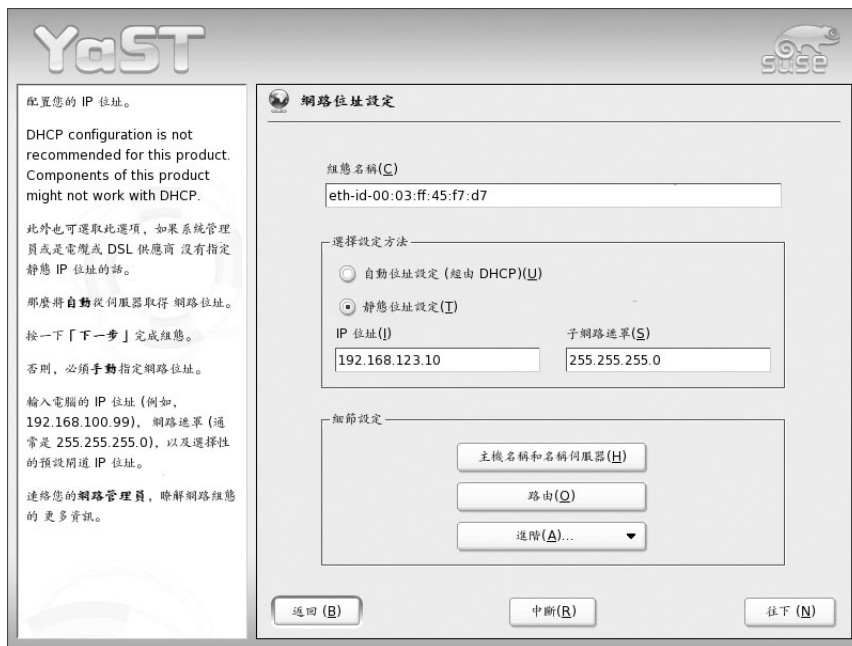 YaST
suse
配置您的 IP 位址。
DHCP configuration is not
recommended for this product.
Components of this product
might not work with DHCP.
此外也可選取此選項，如果系統管理
員或是電纜或 DSL 供應商 沒有指定
靜態 IP 位址的話。
那麼將自動從伺服器取得 網路位址。
按一下「下一步」完成組態。
否則，必須手動指定網路位址。
輸入電腦的 IP 位址 (例如，
192.168.100.99)， 網路遮罩 (通
常是 255.255.255.0)，以及選擇性
的預設閘道 IP 位址。
連絡您的網路管理員，瞭解網路組態
的 更多資訊。
網路位址設定
組態名稱(C)
eth-id-00:03:ff:45:f7:d7
選擇設定方法
自動位址設定 (經由 DHCP)(U)
靜態位址設定(T)
IP 位址(I) 子網路遮罩(S)
192.168.123.10 255.255.255.0
細節設定
主機名稱和名稱伺服器(H)
路由(O)
進階(A)...
返回 (B) 中斷(R) 往下 (N)